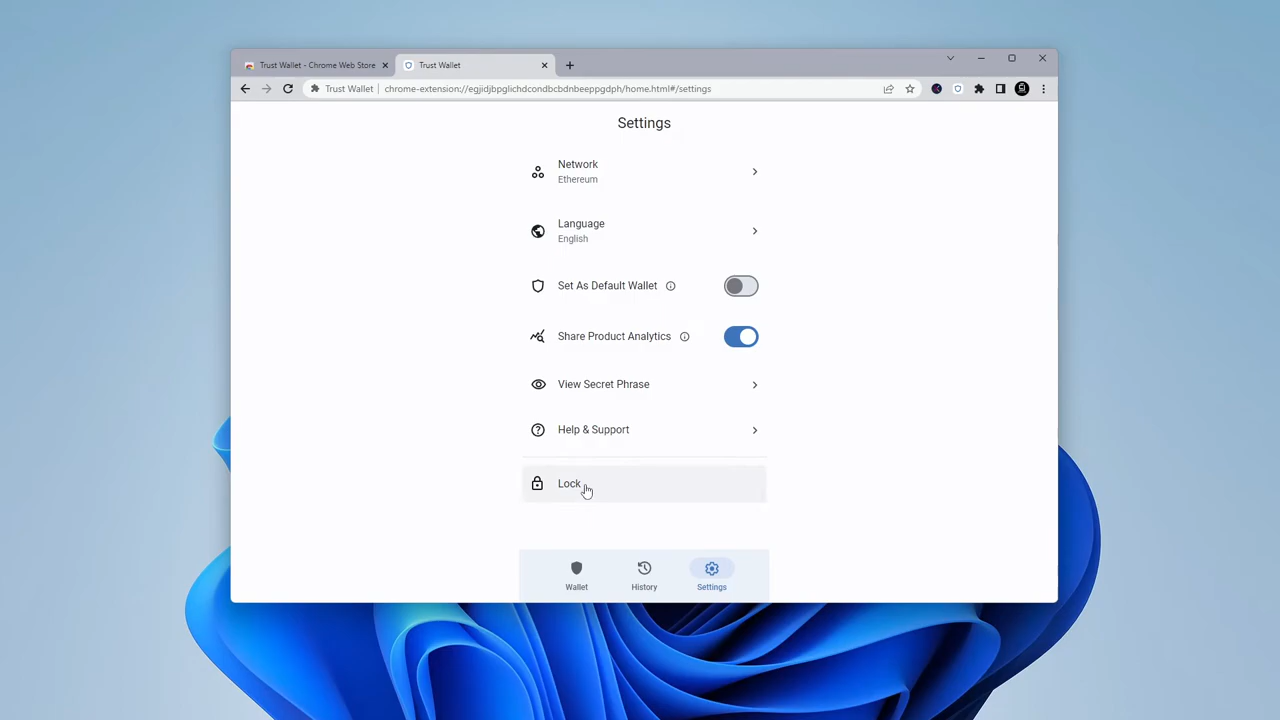 Trust Wallet - Chrome Web Store
Trust Wallet
Trust Wallet
chrome-extension://egjidjbpglichdcondbcbdnbeeppgdph/home.html#/settings
Settings
Network
Ethereum
Language
English
Set As Default Wallet
Share Product Analytics
View Secret Phrase
Help & Support
Lock
Wallet
History
Settings